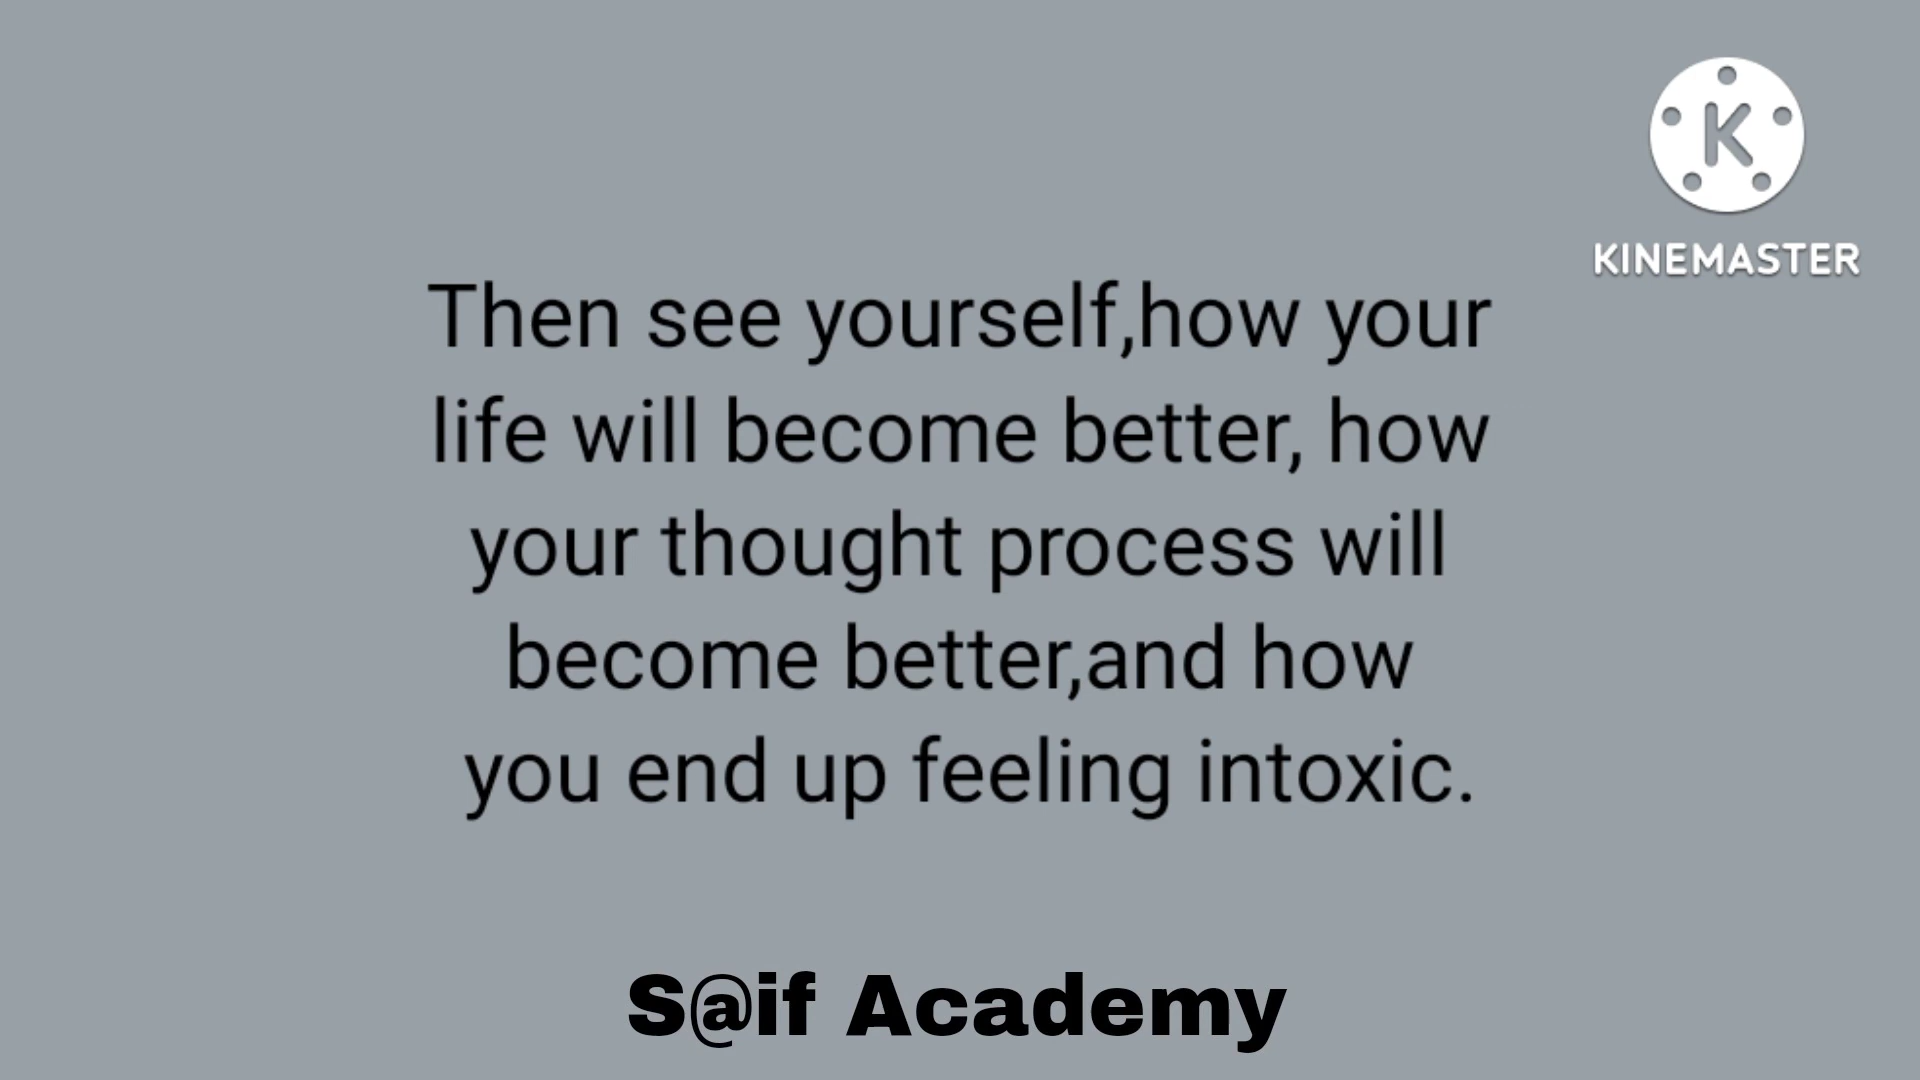 K
KINEMASTER
Then see yourself,how your
life will become better, how
your thought process will
become better,and how
you end up feeling intoxic.
S@if Academy